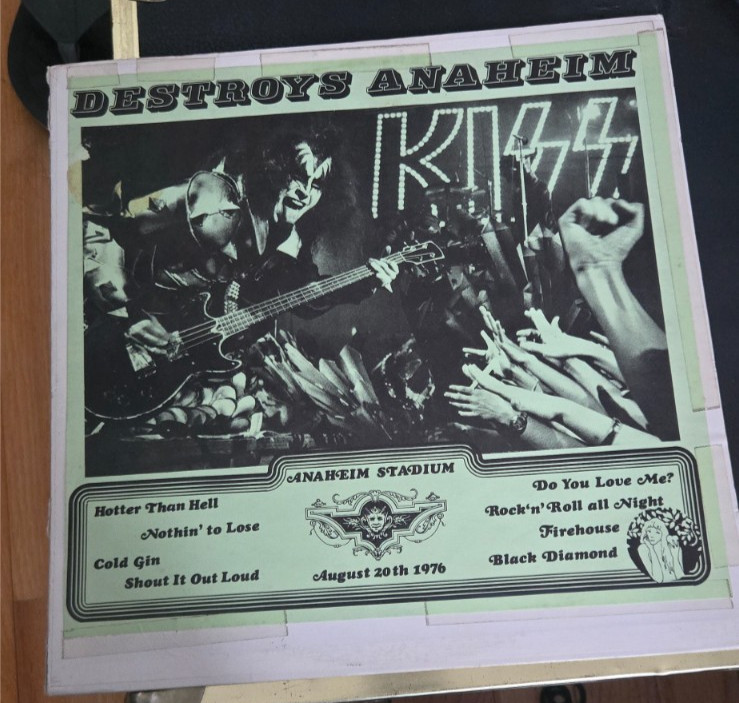 DESTROYS ANAHEIM
KISS
ANAHEIM STADIUM
Hotter Than Hell
Nothin' to Lose
Cold Gin
Shout It Out Loud
August 20th 1976
Do You Love Me?
Rock'n'Roll all Night
Firehouse
Black Diamond